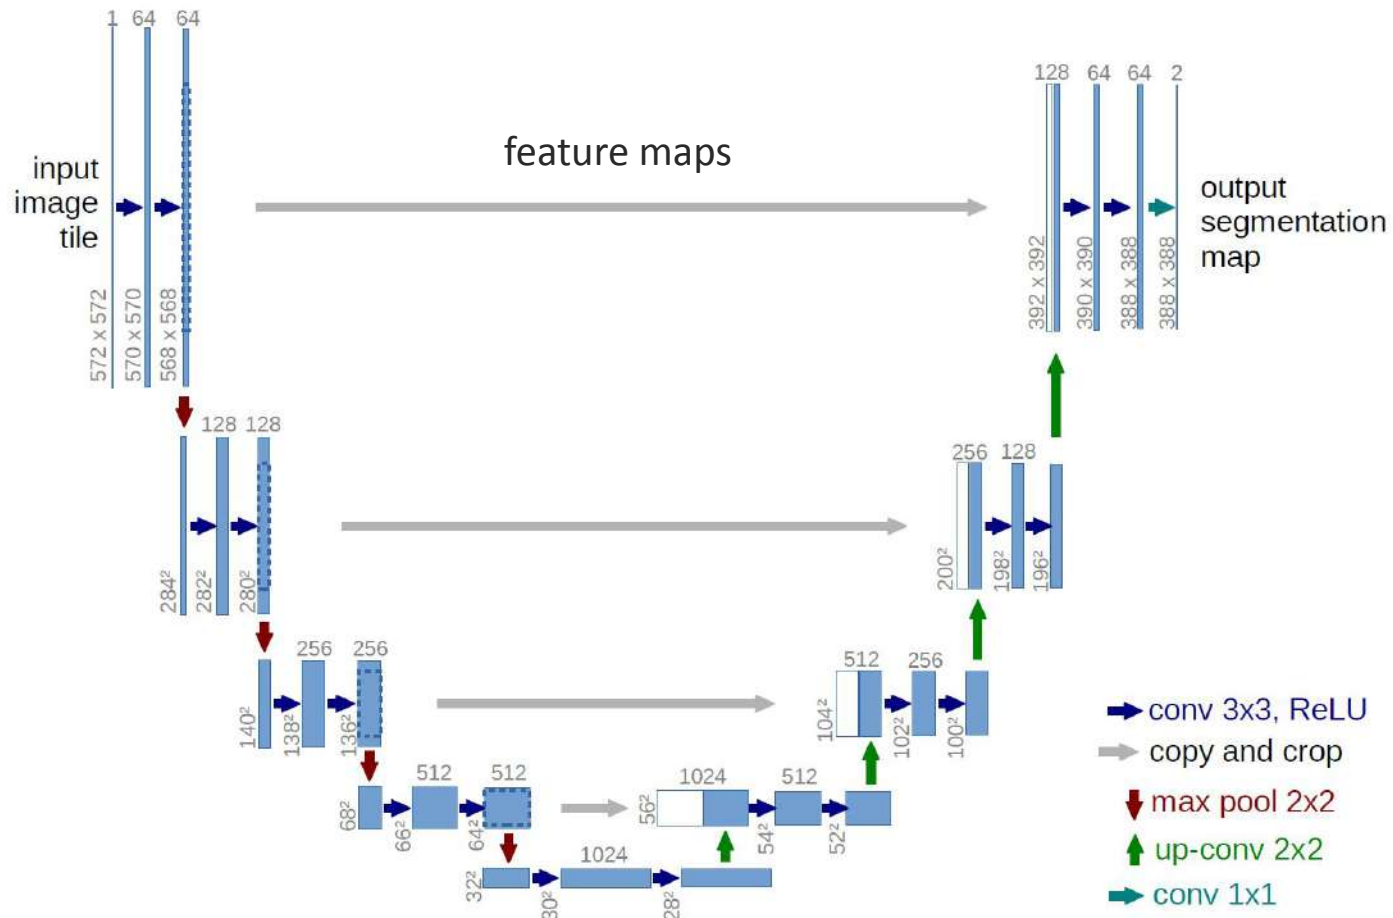 1 64 64
128 64 64 2
feature maps
input
image
tile
output
segmentation
map
572 x 572
570 x 570
568 x 568
392 x 392
390 x 390
388 x 388
388 x 388
128 128
256 128
284²
282²
280²
200²
198²
196²
256 256
512 256
140²
138²
136²
104²
102²
100²
512 512
1024 512
68²
66²
64²
56²
54²
52²
1024
32²
30²
28²
conv 3x3, ReLU
copy and crop
max pool 2x2
up-conv 2x2
conv 1x1